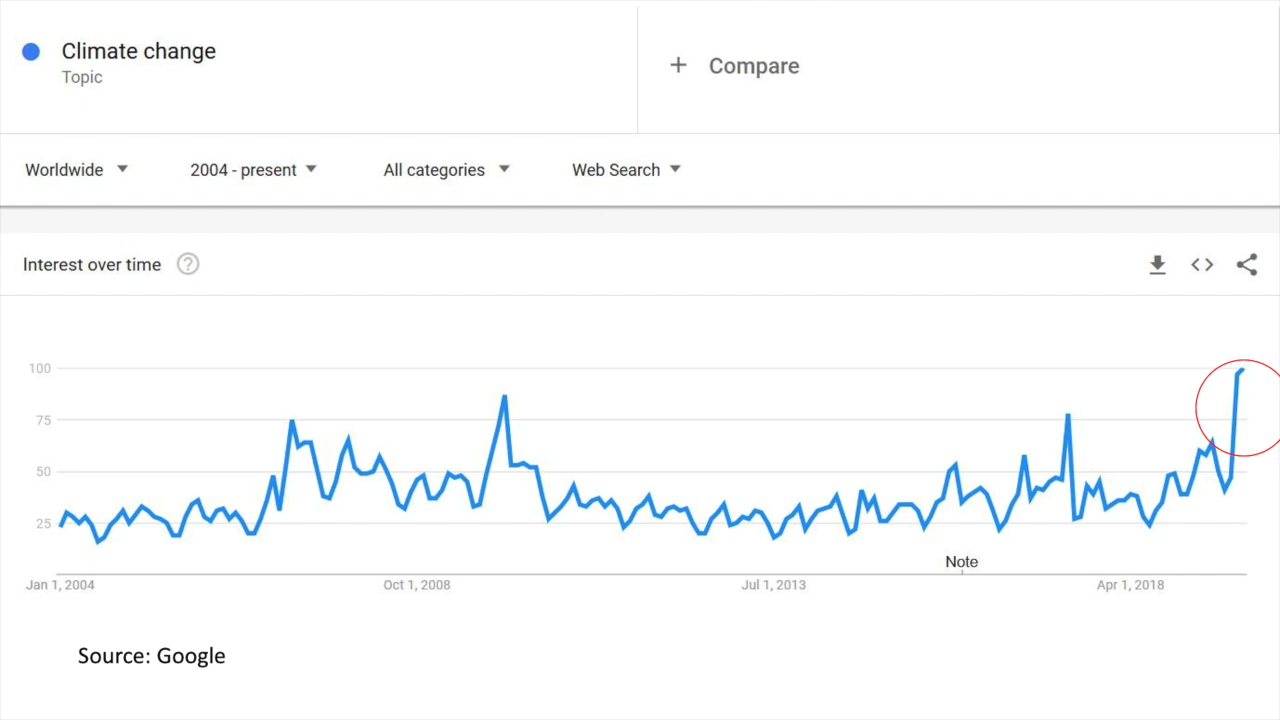 Climate change
Topic
+ Compare
Worldwide
2004 - present
All categories
Web Search
Interest over time ?
100
75
50
25
Note
Jan 1, 2004
Oct 1, 2008
Jul 1, 2013
Apr 1, 2018
Source: Google